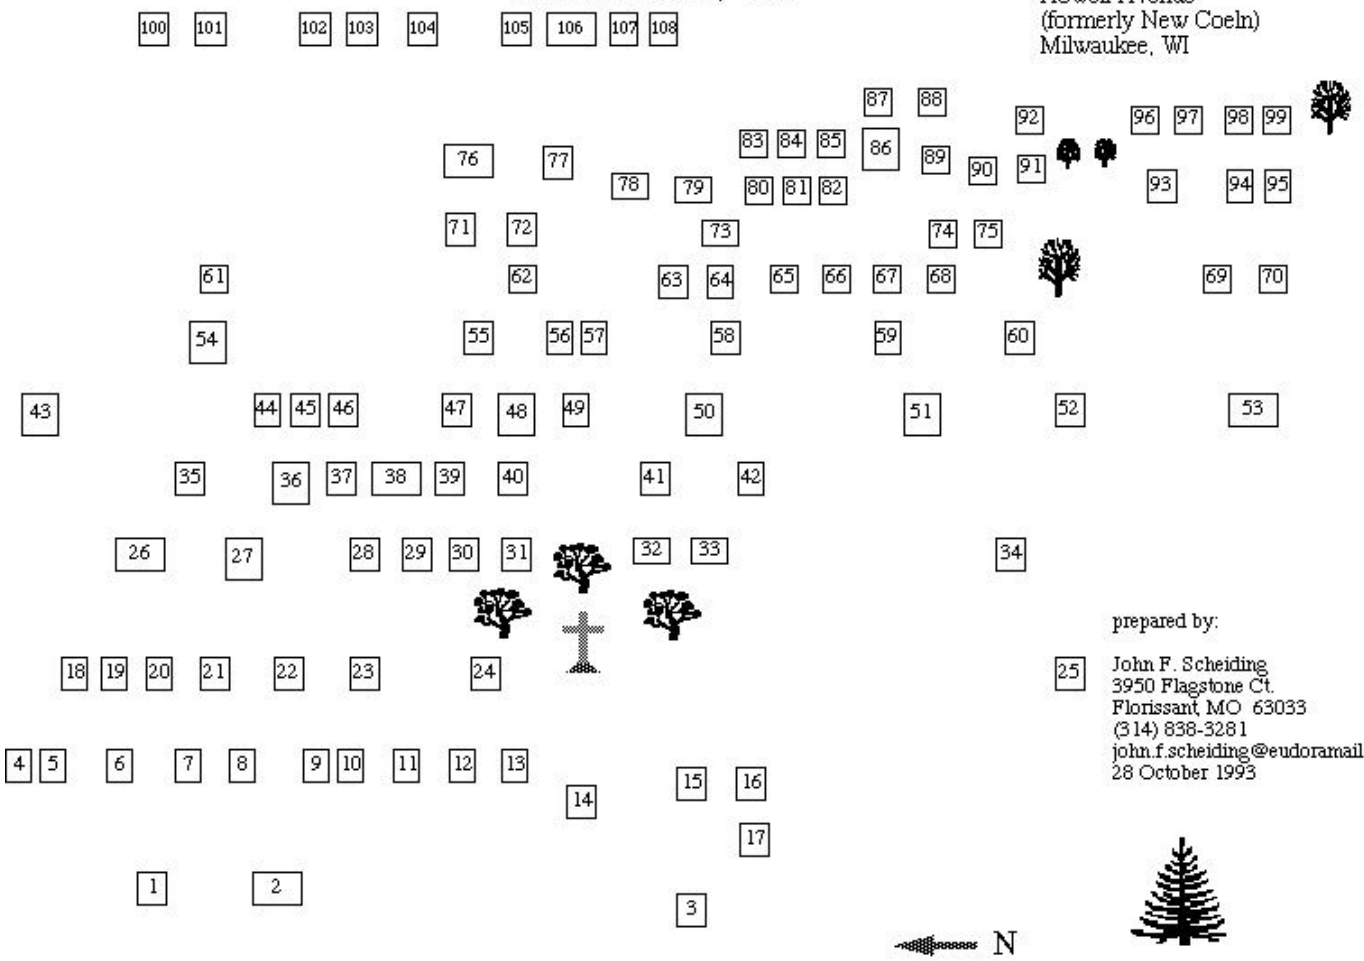 (formerly New Coeln)
Milwaukee, WI
100 101 102 103 104 105 106 107 108
87 88
92 96 97 98 99
83 84 85 86
76 77 89 90 91
78 79 80 81 82 93 94 95
71 72 73 74 75
61 62 63 64 65 66 67 68 69 70
54 55 56 57 58 59 60
43 44 45 46 47 48 49 50 51 52 53
35 36 37 38 39 40 41 42
26 27 28 29 30 31 32 33 34
prepared by:
18 19 20 21 22 23 24 25
John F. Scheiding
3950 Flagstone Ct.
Florissant, MO 63033
(314) 838-3281
john.f.scheiding@eudoramail
28 October 1993
4 5 6 7 8 9 10 11 12 13
14 15 16
17
1 2
3
N